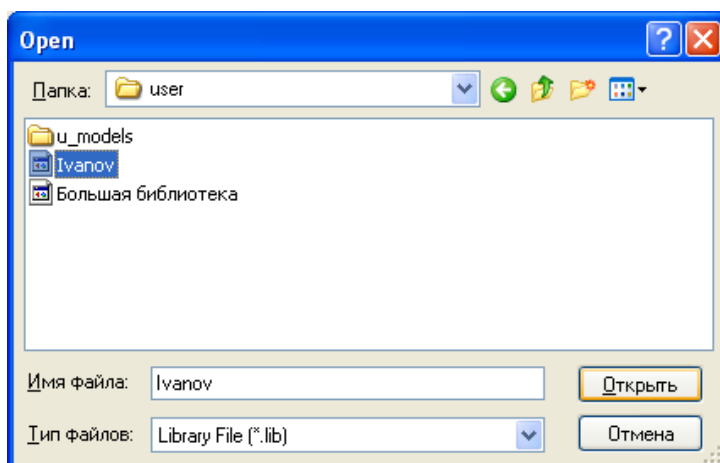 Open
Папка: user
u_models
Ivanov
Большая библиотека
Имя файла: Ivanov Открыть
Тип файлов: Library File (*.lib) Отмена